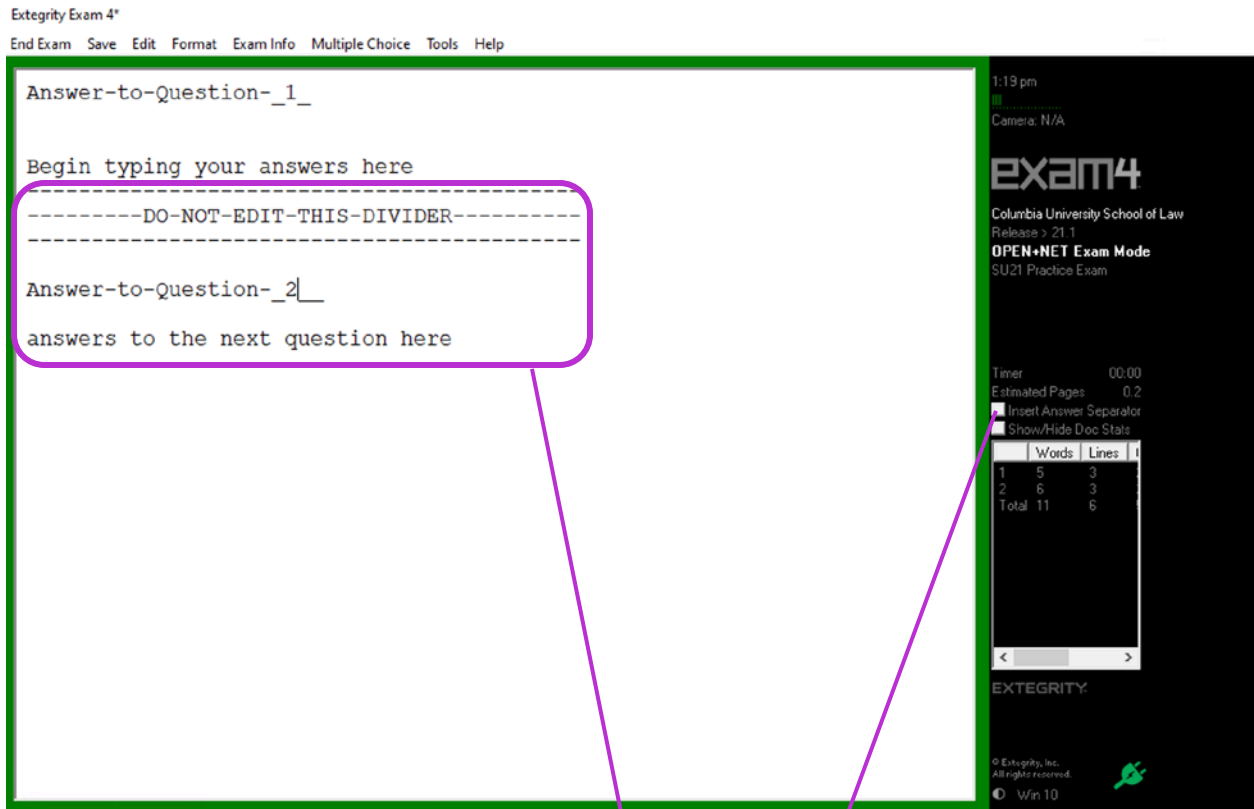 Extegrity Exam 4*
End Exam Save Edit Format Exam Info Multiple Choice Tools Help
Answer-to-Question-_1_
Begin typing your answers here
-------------------------------------------
---------DO-NOT-EDIT-THIS-DIVIDER----------
-------------------------------------------
Answer-to-Question-_2__
answers to the next question here
1:19 pm
Camera: N/A
exam4
Columbia University School of Law
Release > 21.1
OPEN+NET Exam Mode
SU21 Practice Exam
Timer 00:00
Estimated Pages 0.2
Insert Answer Separator
Show/Hide Doc Stats
Words Lines
1 5 3
2 6 3
Total 11 6
EXTEGRITY
© Extegrity, Inc.
All rights reserved.
Win 10